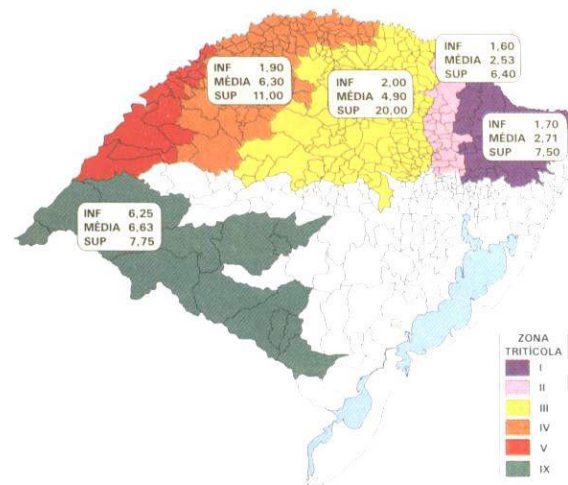 INF 1,60
MÉDIA 2,53
SUP 6,40
INF 1,90
MÉDIA 6,30
SUP 11,00
INF 2,00
MÉDIA 4,90
SUP 20,00
INF 1,70
MÉDIA 2,71
SUP 7,50
INF 6,25
MÉDIA 6,63
SUP 7,75
ZONA
TRITÍCOLA
I
II
III
IV
V
IX